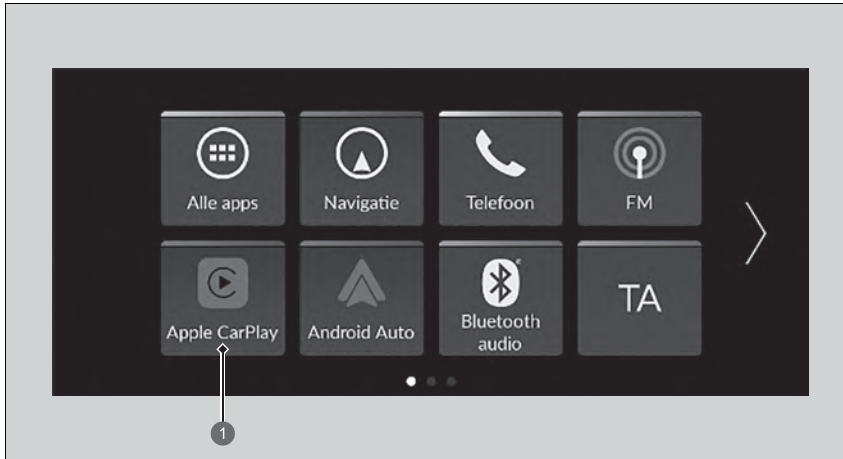 Alle apps
Navigatie
Telefoon
FM
Apple CarPlay
Android Auto
Bluetooth
audio
TA
1